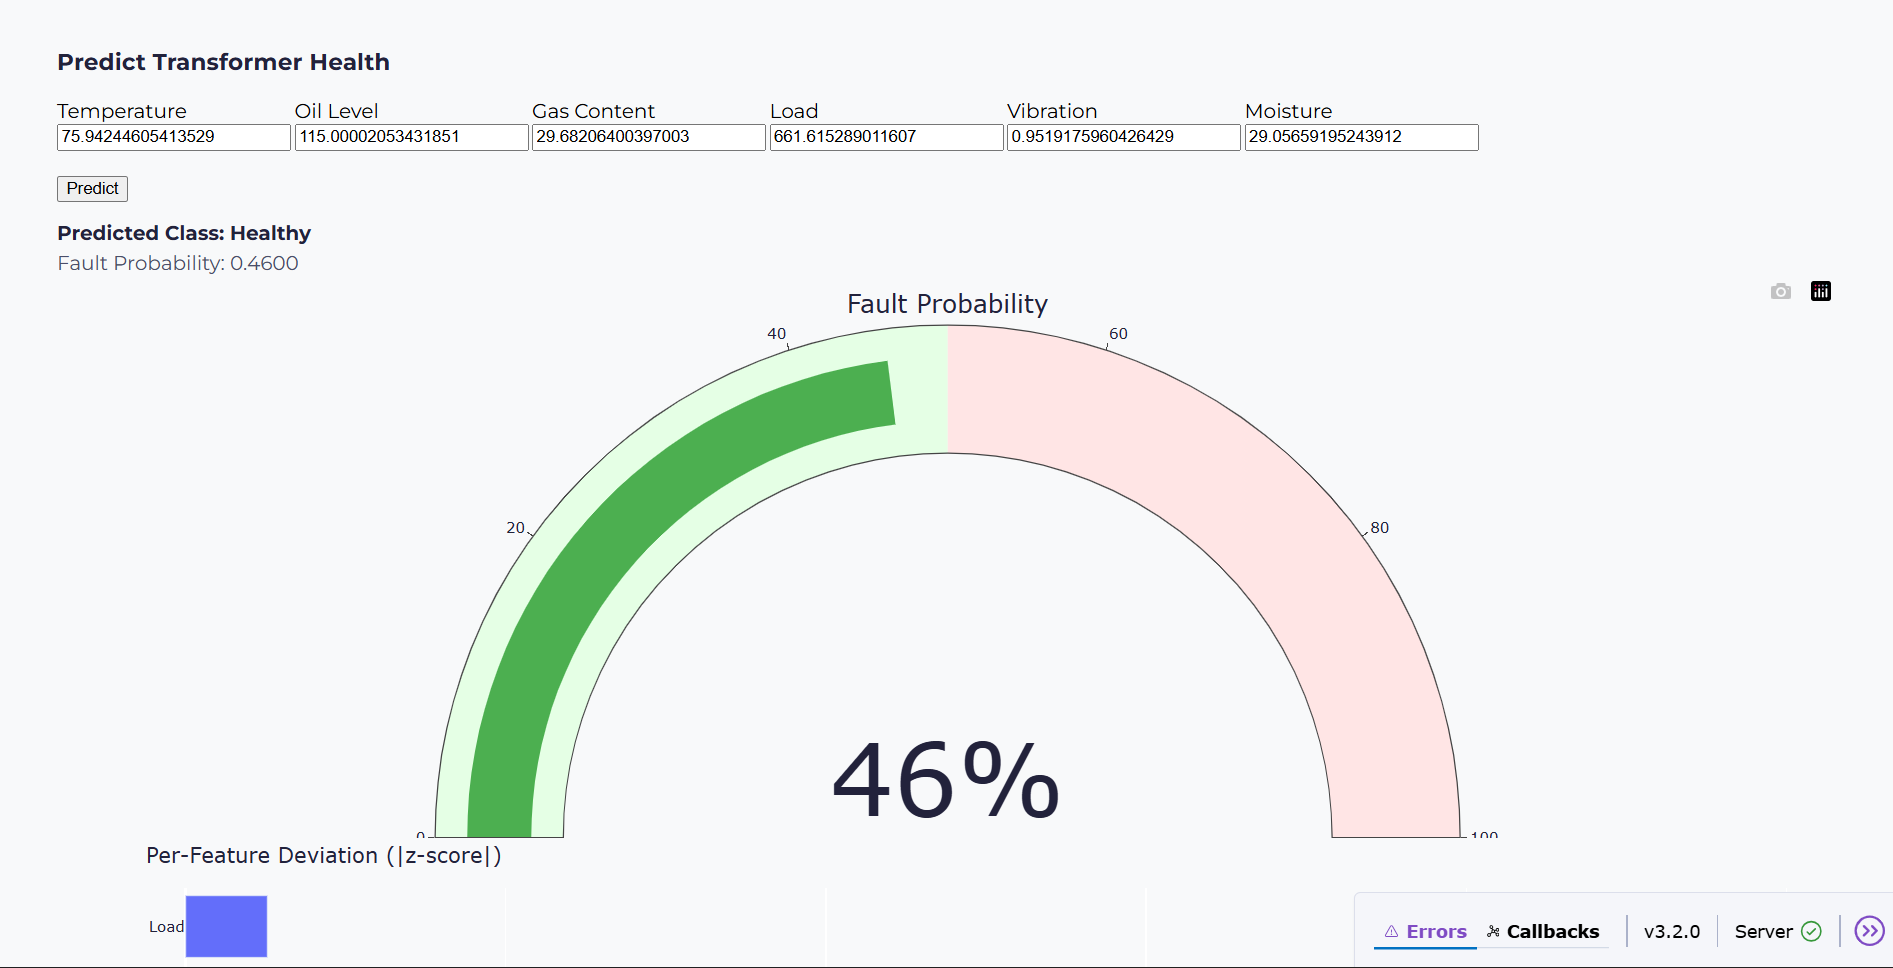 Predict Transformer Health
Temperature Oil Level Gas Content Load Vibration Moisture
75.94244605413529 115.00002053431851 29.68206400397003 661.615289011607 0.9519175960426429 29.05659195243912
Predict
Predicted Class: Healthy
Fault Probability: 0.4600
Fault Probability
40 60
20 80
46%
0 100
Per-Feature Deviation (|z-score|)
Load
Errors Callbacks v3.2.0 Server